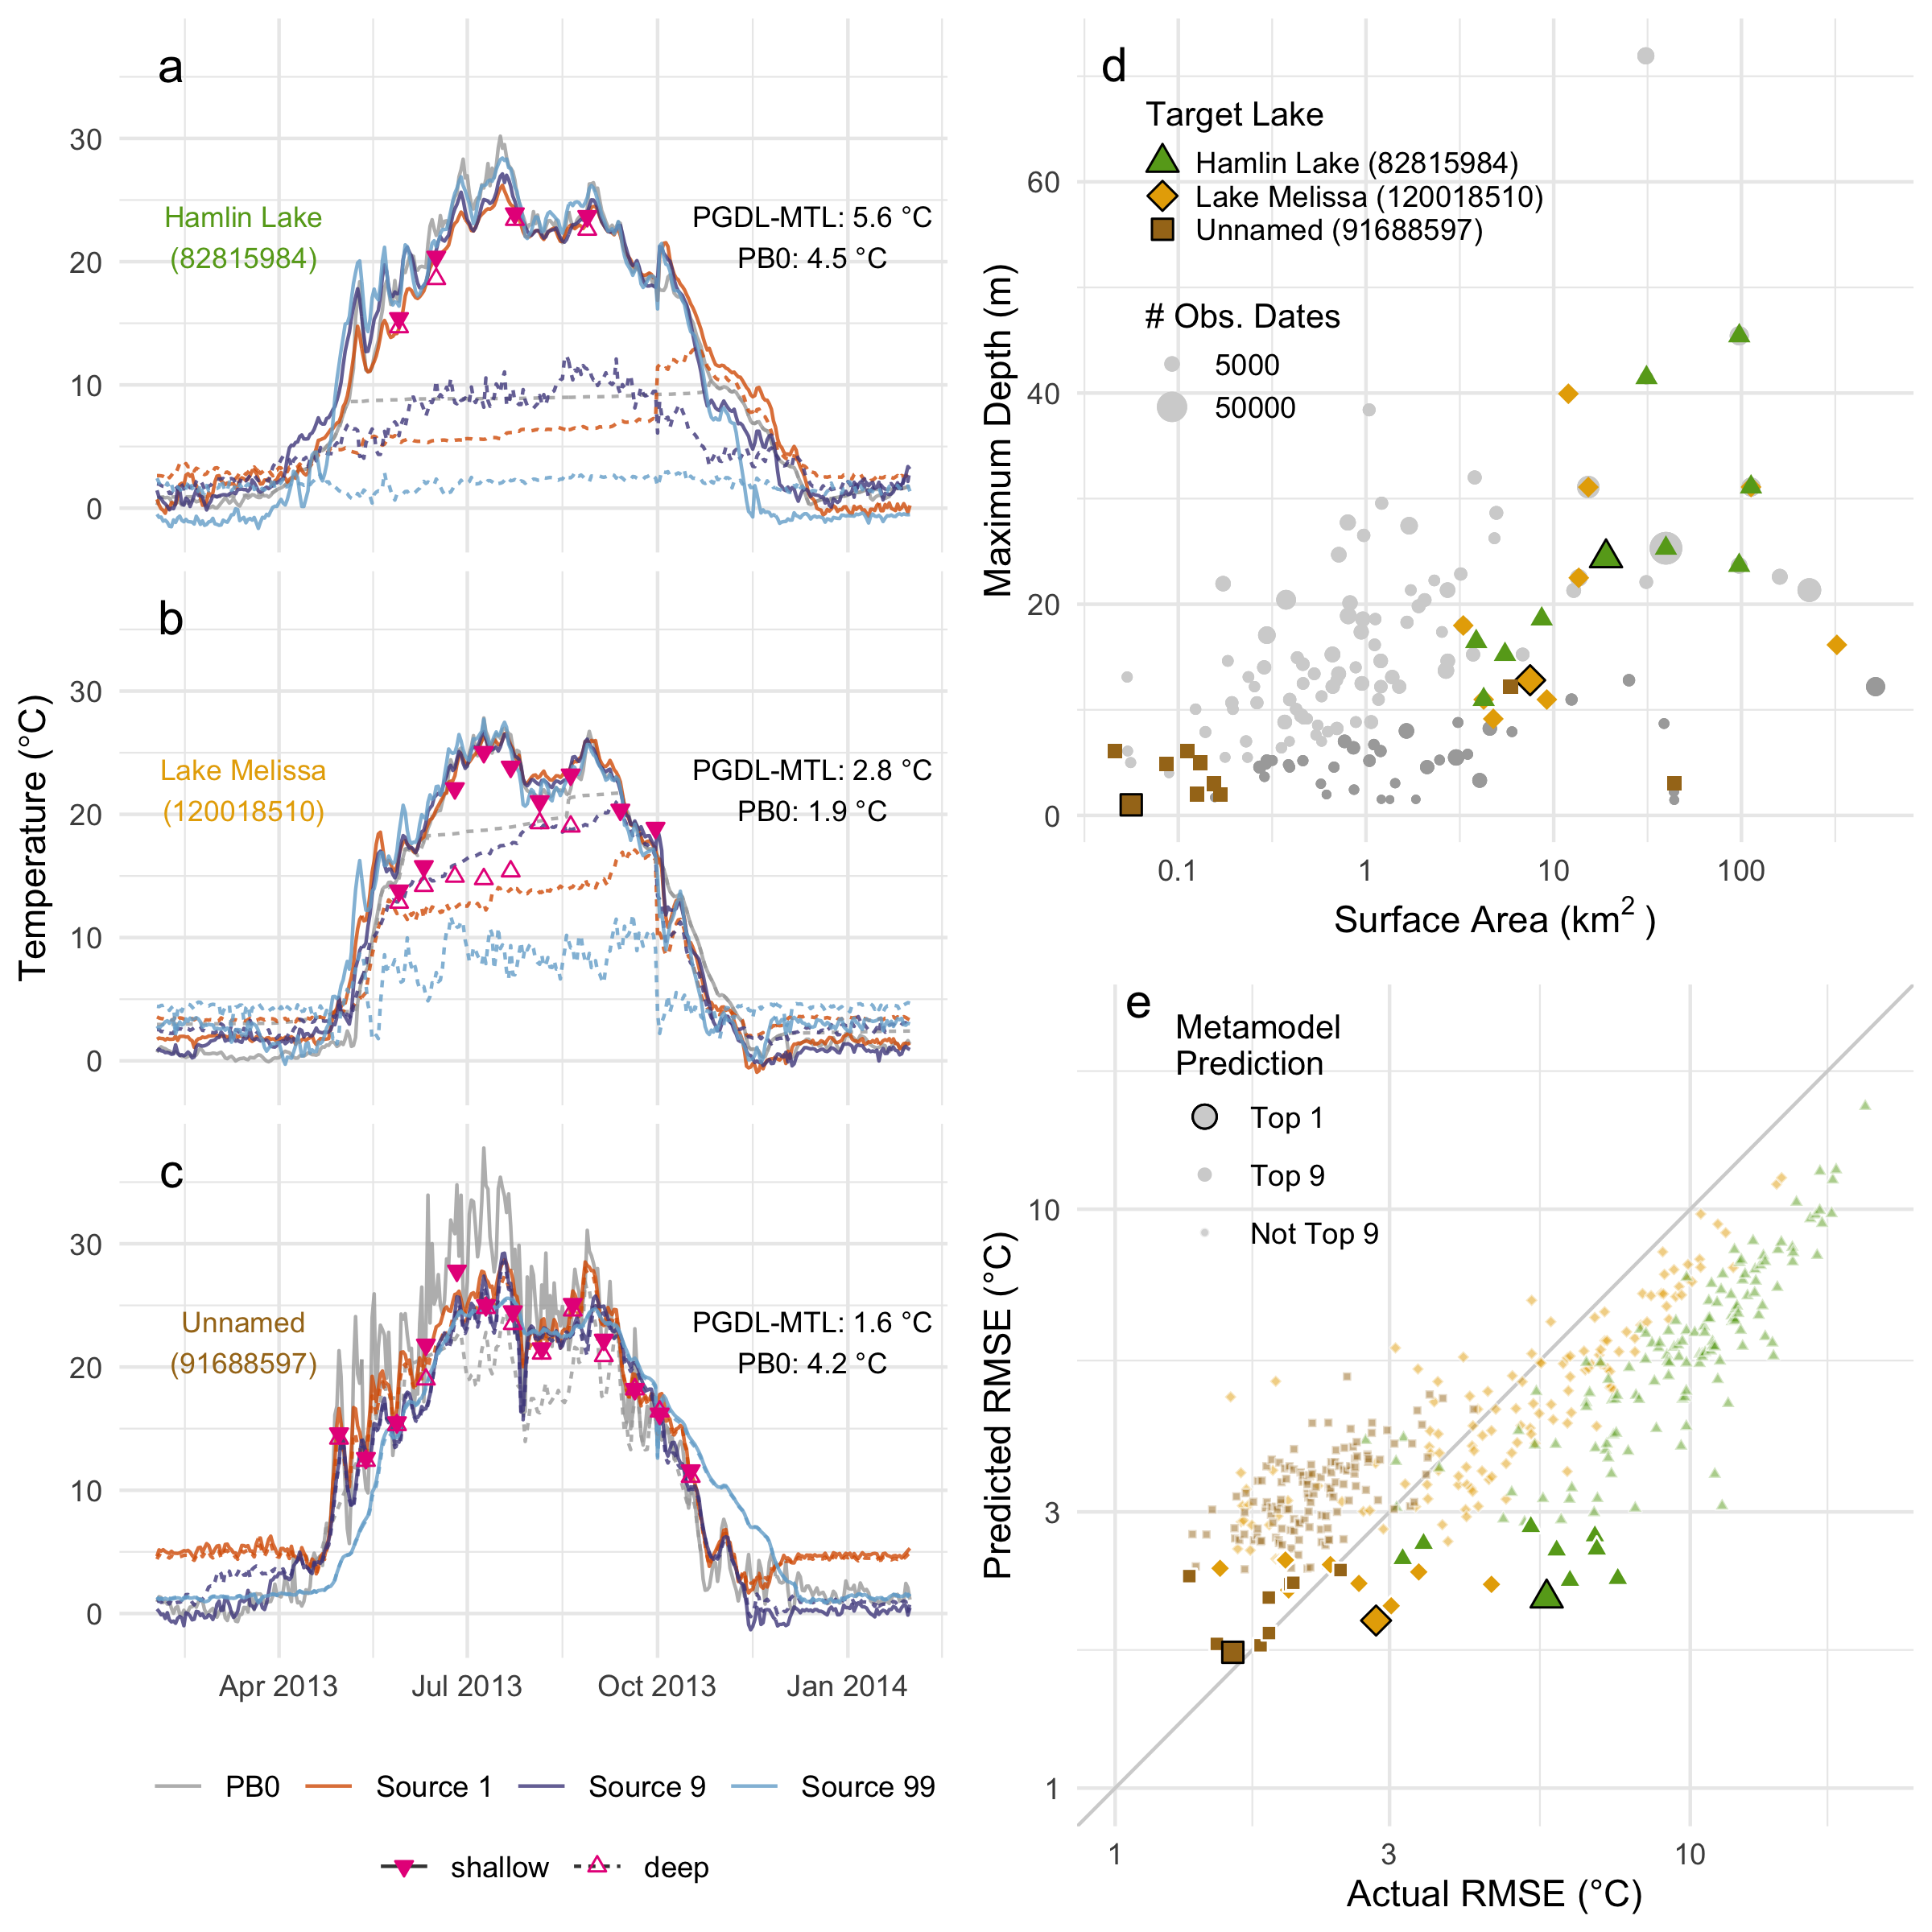 a
30
20
10
0
Hamlin Lake
(82815984)
PGDL-MTL: 5.6 °C
PB0: 4.5 °C
b
30
20
10
0
Lake Melissa
(120018510)
PGDL-MTL: 2.8 °C
PB0: 1.9 °C
c
30
20
10
0
Unnamed
(91688597)
PGDL-MTL: 1.6 °C
PB0: 4.2 °C
Temperature (°C)
Apr 2013 Jul 2013 Oct 2013 Jan 2014
PB0 Source 1 Source 9 Source 99
shallow deep
d
Target Lake
Hamlin Lake (82815984)
Lake Melissa (120018510)
Unnamed (91688597)
# Obs. Dates
5000
50000
Maximum Depth (m)
60
40
20
0
0.1 1 10 100
Surface Area (km²)
e
Metamodel
Prediction
Top 1
Top 9
Not Top 9
Predicted RMSE (°C)
10
3
1
1 3 10
Actual RMSE (°C)